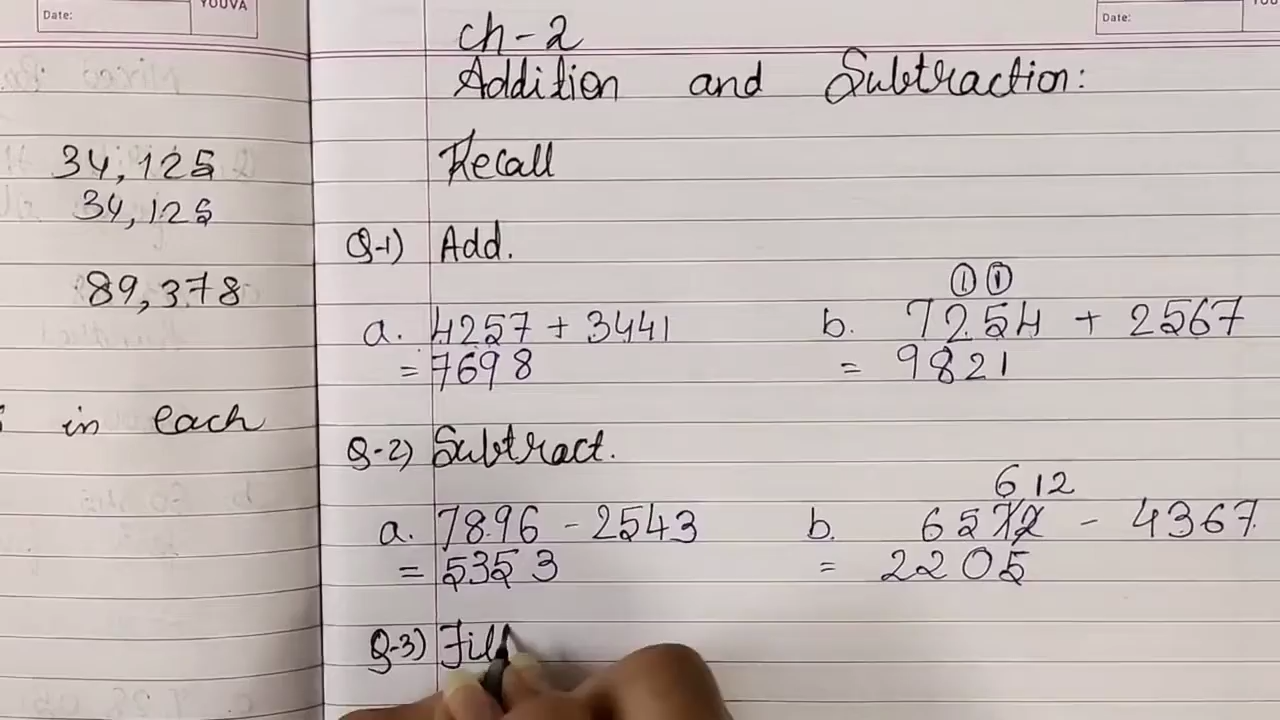 Date:
YOUVA
34,125
34,125
89,378
in each
Date:
Ch-2
Addition and Subtraction:
Recall
Q-1) Add.
1 1
a. 4257 + 3441 b. 7254 + 2567
= 7698 = 9821
Q-2) Subtract.
6 12
a. 7896 - 2543 b. 6572 - 4367
= 5353 = 2205
Q-3) Fill